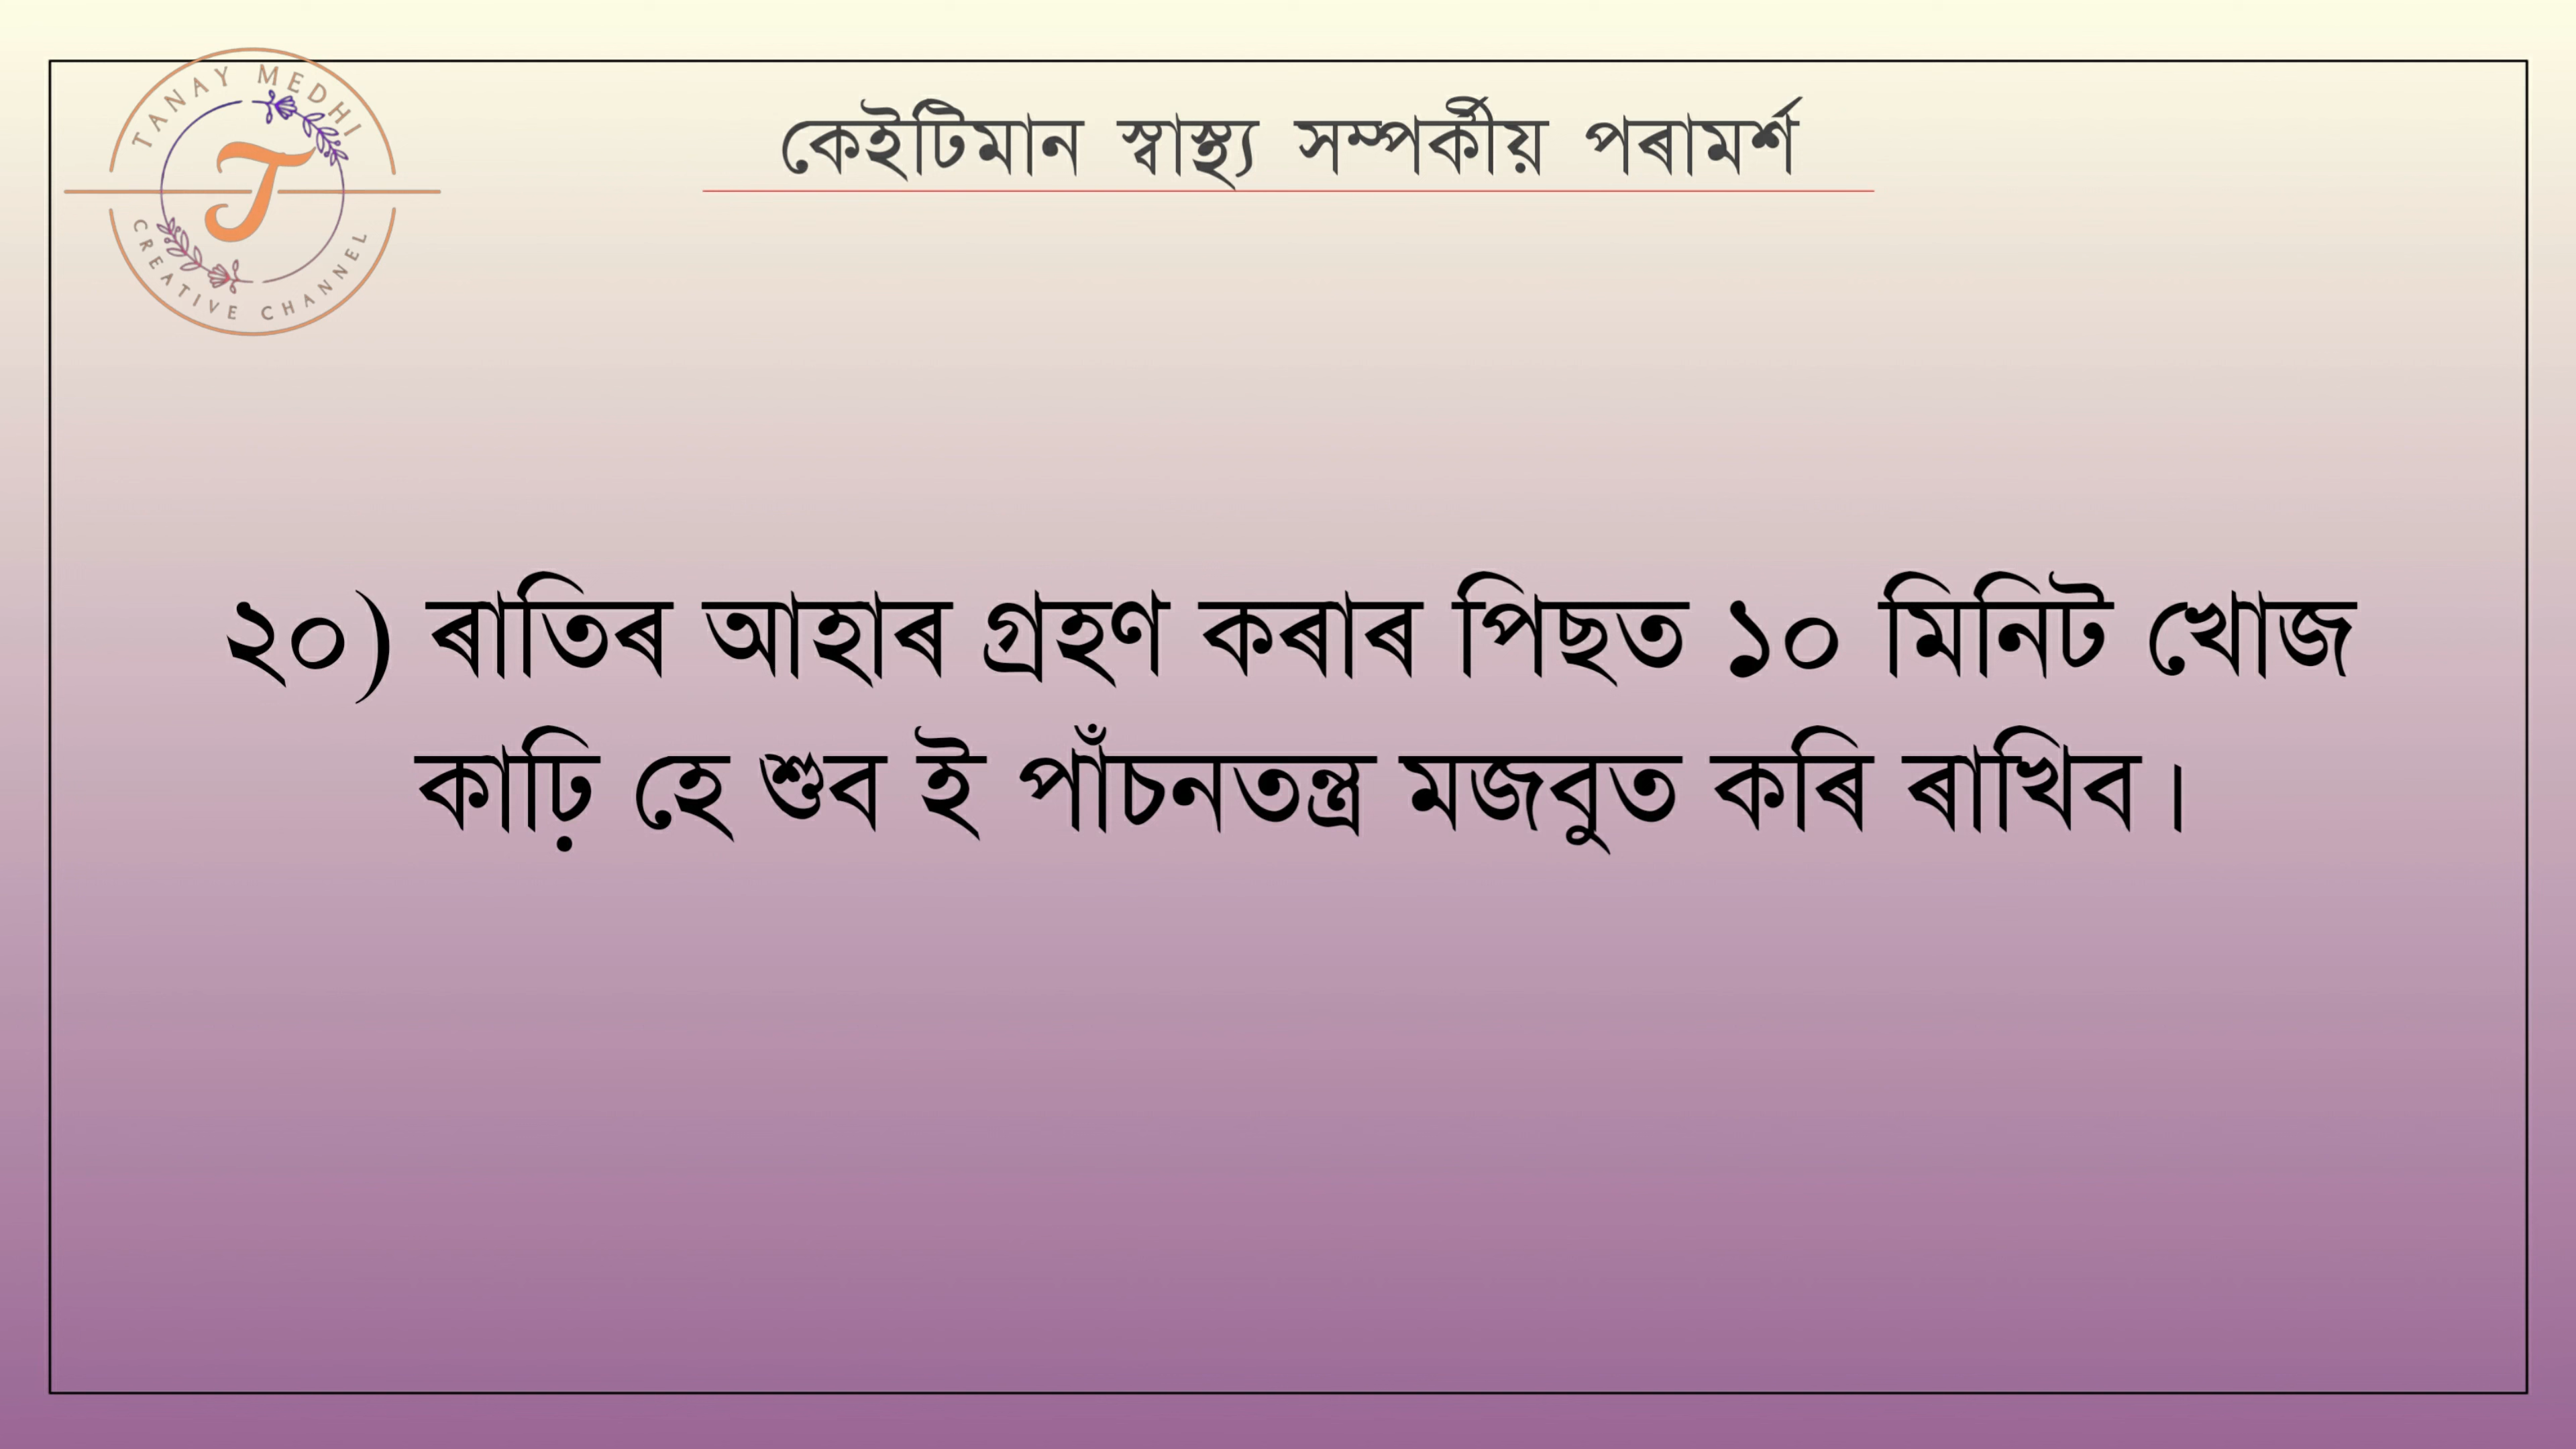 TANAY MEDHI
T
CREATIVE CHANNEL
কেইটিমান স্বাস্থ্য সম্পৰ্কীয় পৰামৰ্শ
২০) ৰাতিৰ আহাৰ গ্ৰহণ কৰাৰ পিছত ১০ মিনিট খোজ
কাঢ়ি হে শুব ই পাঁচনতন্ত্ৰ মজবুত কৰি ৰাখিব।